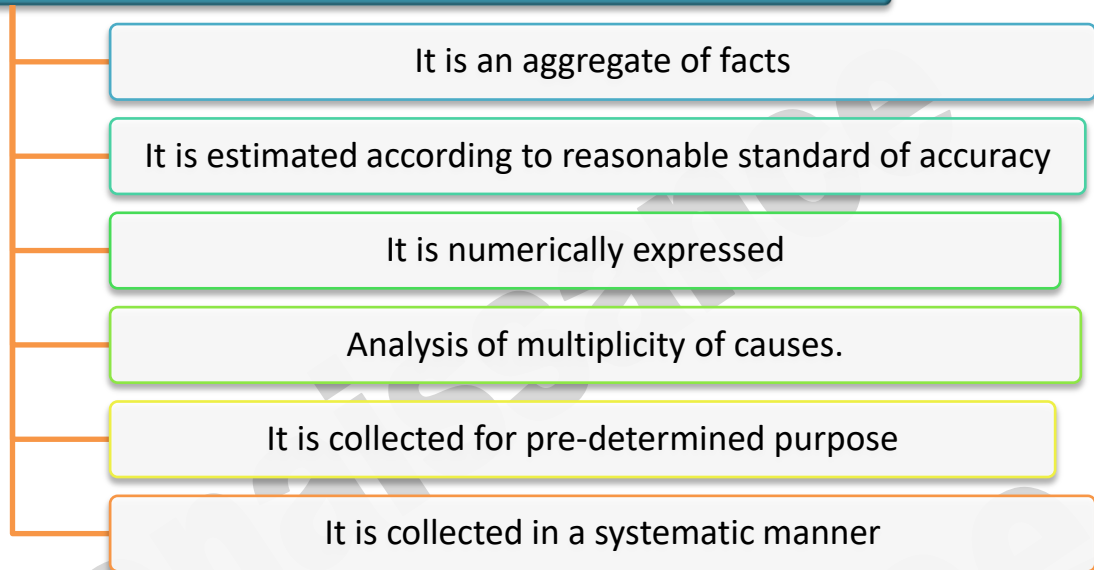 It is an aggregate of facts
It is estimated according to reasonable standard of accuracy
It is numerically expressed
Analysis of multiplicity of causes.
It is collected for pre-determined purpose
It is collected in a systematic manner